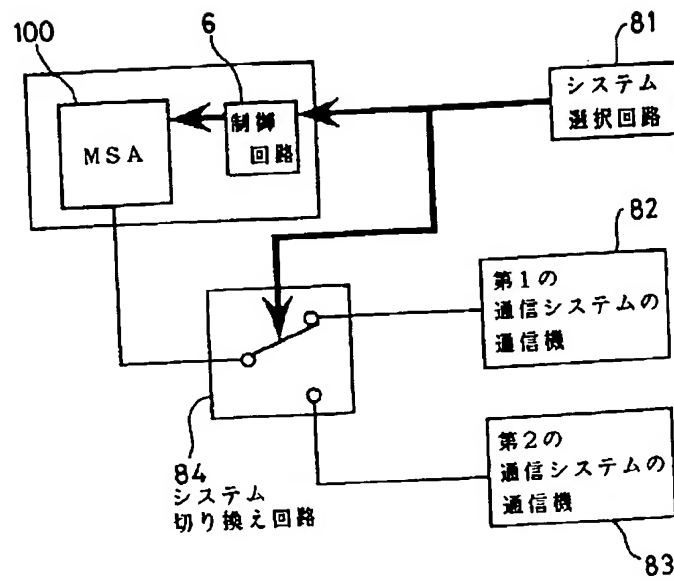 100
6
81
システム
選択回路
MSA
制御
回路
82
第1の
通信システムの
通信機
84
システム
切り換え回路
第2の
通信システムの
通信機
83